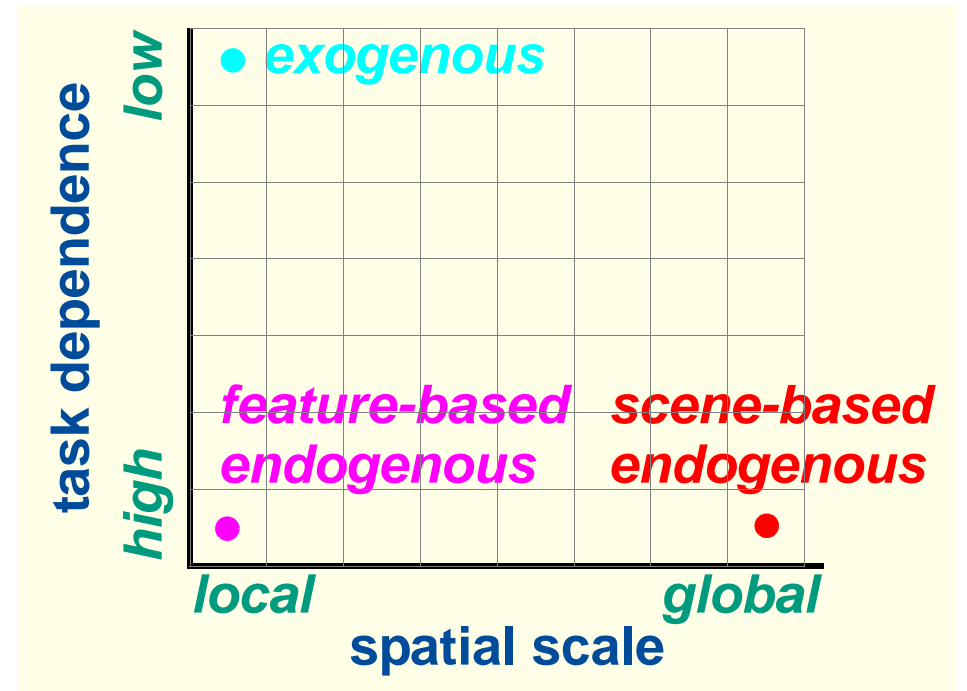 low
exogenous
task dependence
feature-based
endogenous
scene-based
endogenous
high
local
global
spatial scale